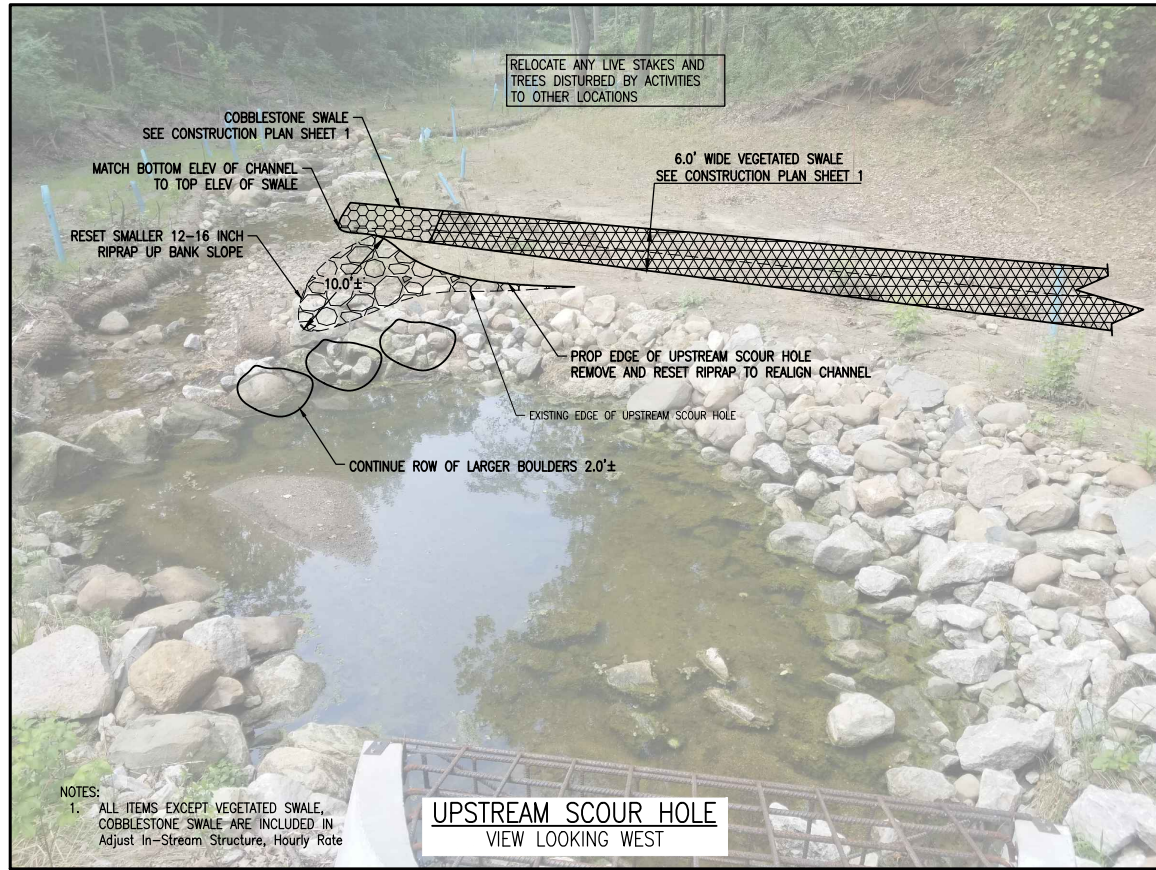 RELOCATE ANY LIVE STAKES AND
TREES DISTURBED BY ACTIVITIES
TO OTHER LOCATIONS
COBBLESTONE SWALE
SEE CONSTRUCTION PLAN SHEET 1
MATCH BOTTOM ELEV OF CHANNEL
TO TOP ELEV OF SWALE
6.0' WIDE VEGETATED SWALE
SEE CONSTRUCTION PLAN SHEET 1
RESET SMALLER 12-16 INCH
RIPRAP UP BANK SLOPE
10.0'±
PROP EDGE OF UPSTREAM SCOUR HOLE
REMOVE AND RESET RIPRAP TO REALIGN CHANNEL
EXISTING EDGE OF UPSTREAM SCOUR HOLE
CONTINUE ROW OF LARGER BOULDERS 2.0'±
NOTES:
1. ALL ITEMS EXCEPT VEGETATED SWALE,
COBBLESTONE SWALE ARE INCLUDED IN
Adjust In-Stream Structure, Hourly Rate
UPSTREAM SCOUR HOLE
VIEW LOOKING WEST